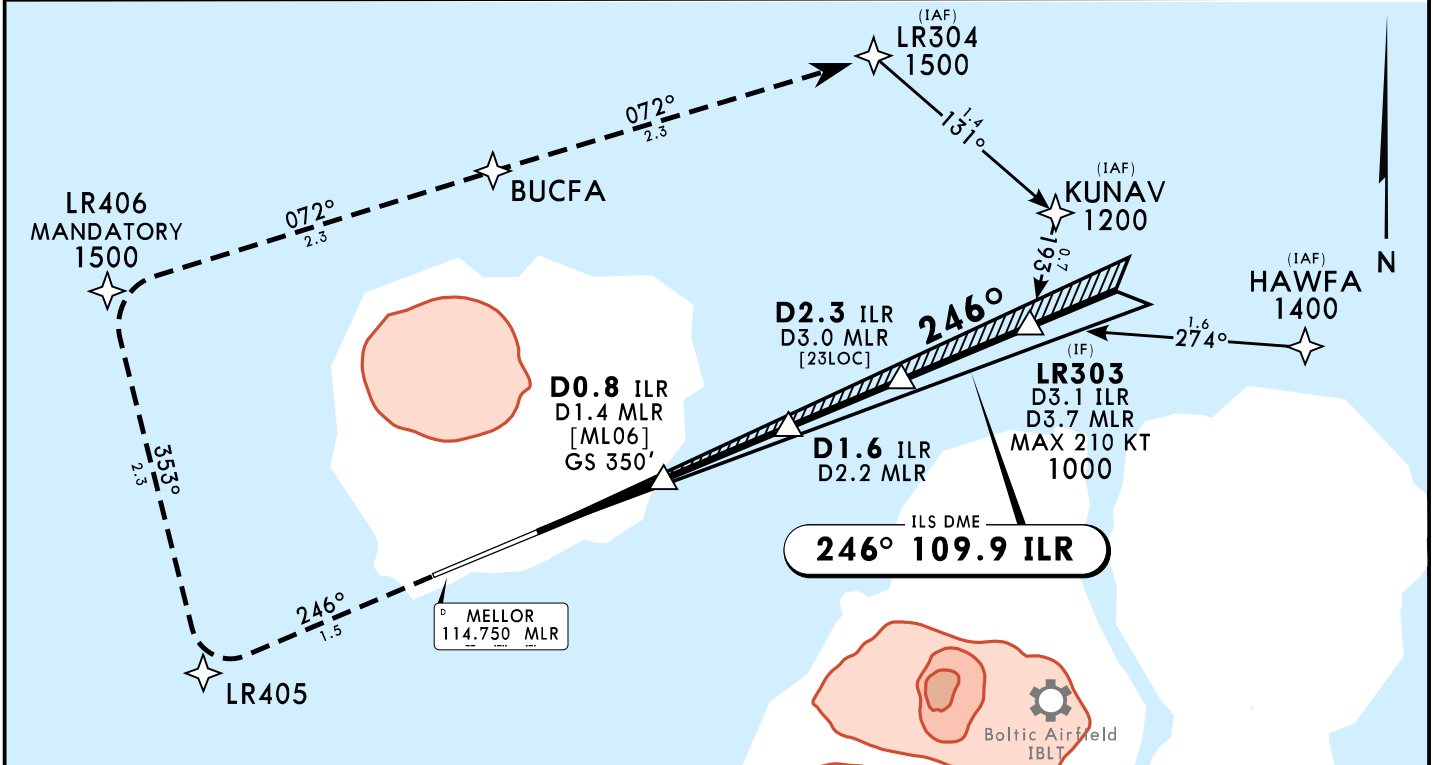 (IAF)
LR304
1500
072°
2.3
1.4
131°
(IAF)
KUNAV
1200
BUCFA
LR406
MANDATORY
1500
072°
2.3
193°
0.7
N
(IAF)
HAWFA
1400
1.6
274°
246°
D2.3 ILR
D3.0 MLR
[23LOC]
(IF)
LR303
D3.1 ILR
D3.7 MLR
MAX 210 KT
1000
D0.8 ILR
D1.4 MLR
[ML06]
GS 350'
D1.6 ILR
D2.2 MLR
353°
2.3
ILS DME
246° 109.9 ILR
246°
1.5
D MELLOR
114.750 MLR
LR405
Boltic Airfield
IBLT